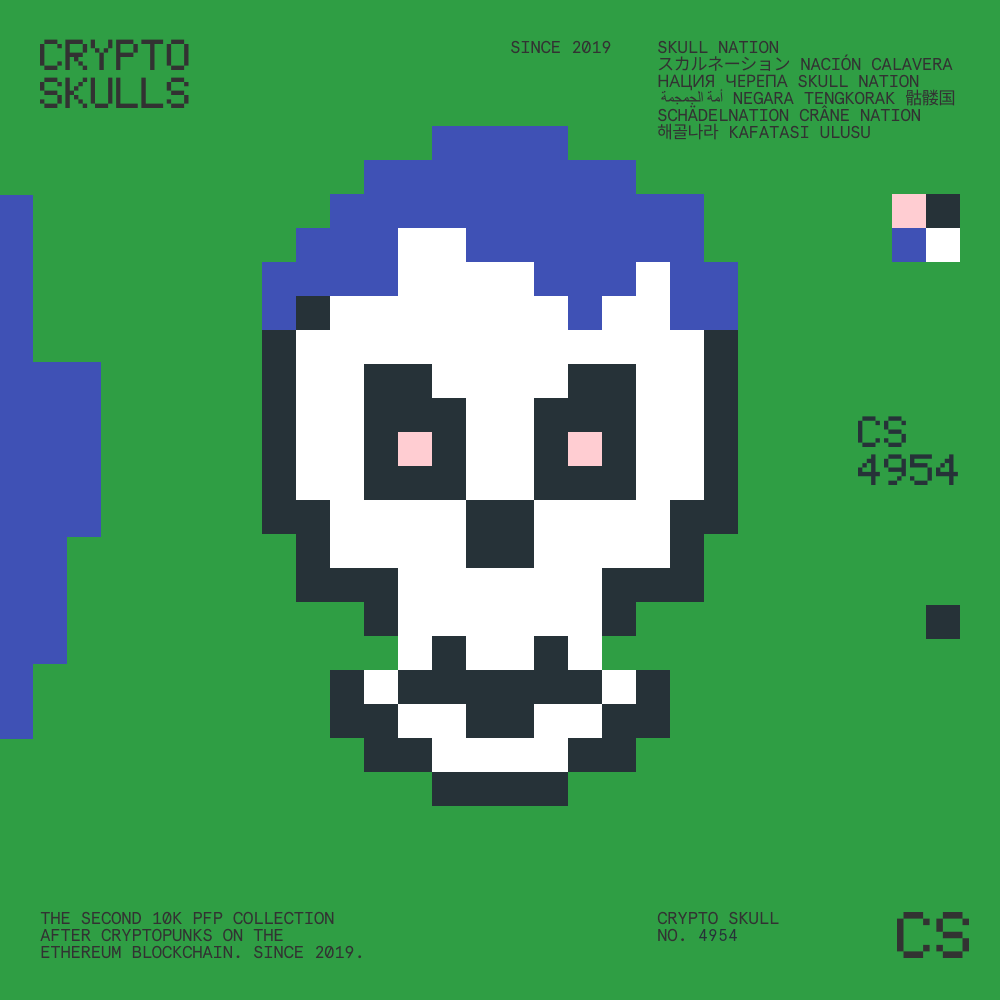 CRYPTO
SKULLS
SINCE 2019
SKULL NATION
スカルネーション NACIÓN CALAVERA
НАЦИЯ ЧЕРЕПА SKULL NATION
أمة الجمجمة NEGARA TENGKORAK 骷髅国
SCHÄDELNATION CRÂNE NATION
해골나라 KAFATASI ULUSU
CS
4954
THE SECOND 10K PFP COLLECTION
AFTER CRYPTOPUNKS ON THE
ETHEREUM BLOCKCHAIN. SINCE 2019.
CRYPTO SKULL
NO. 4954
CS